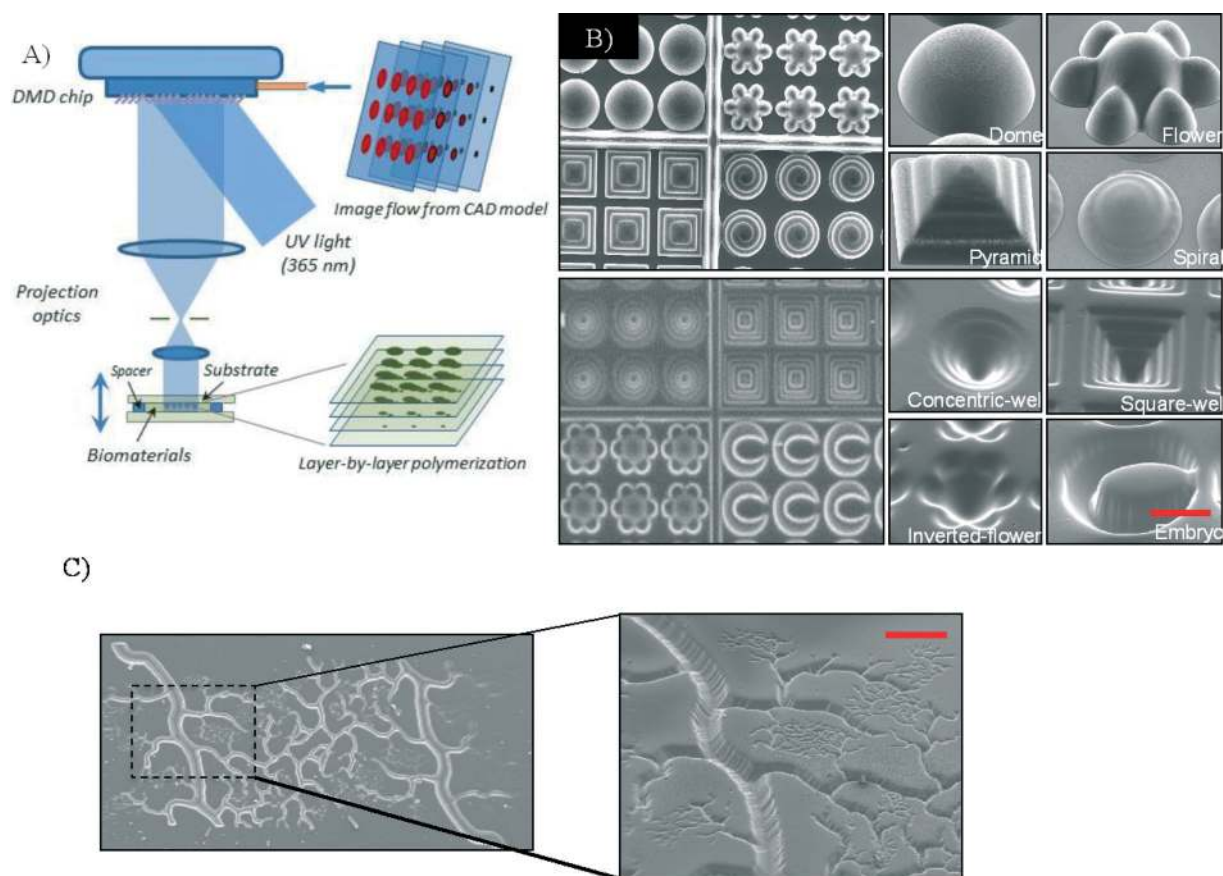 A)
DMD chip
Image flow from CAD model
UV light
(365 nm)
Projection
optics
Spacer
Substrate
Biomaterials
Layer-by-layer polymerization
B)
Dome
Flower
Pyramid
Spiral
Concentric-wel
Square-wel
Inverted-flower
Embryc
C)